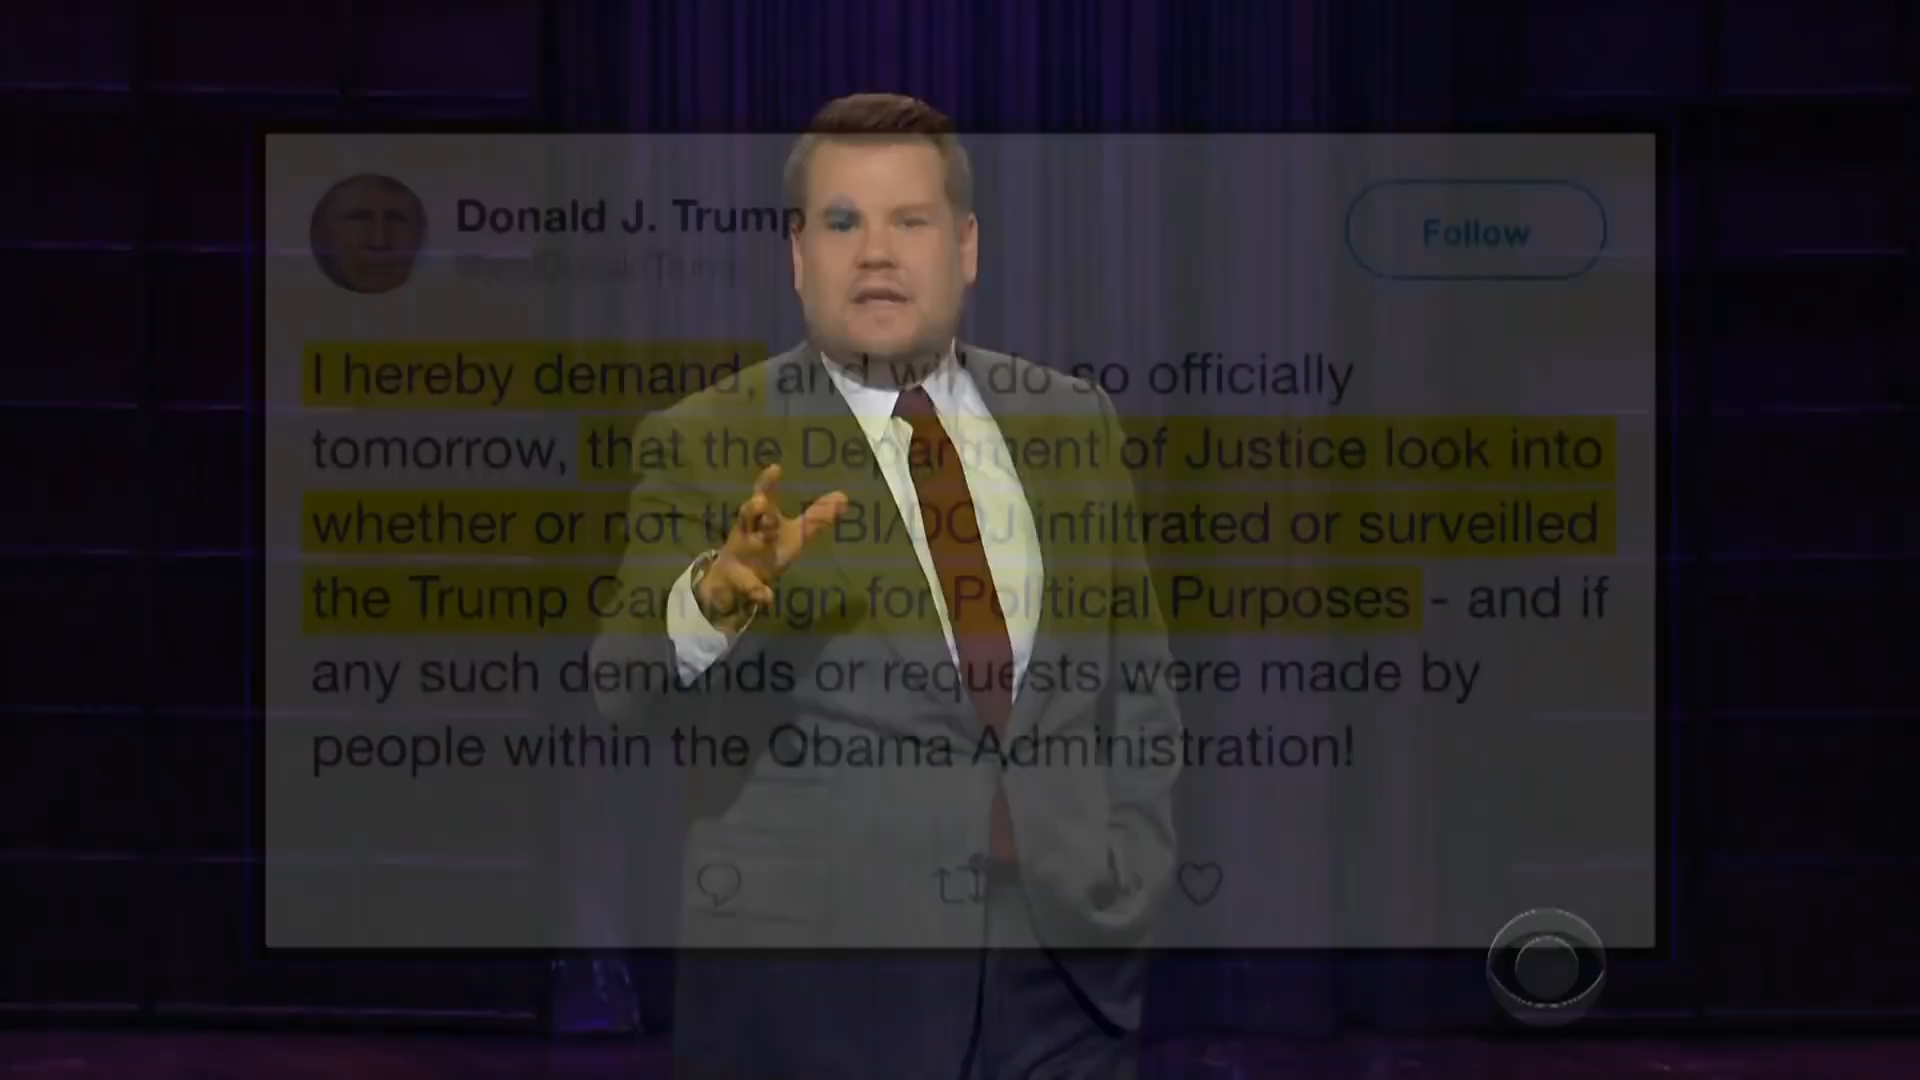 Donald J. Trump
Follow
I hereby demand, and will do so officially
tomorrow, that the Department of Justice look into
whether or not the FBI/DOJ infiltrated or surveilled
the Trump Campaign for Political Purposes - and if
any such demands or requests were made by
people within the Obama Administration!